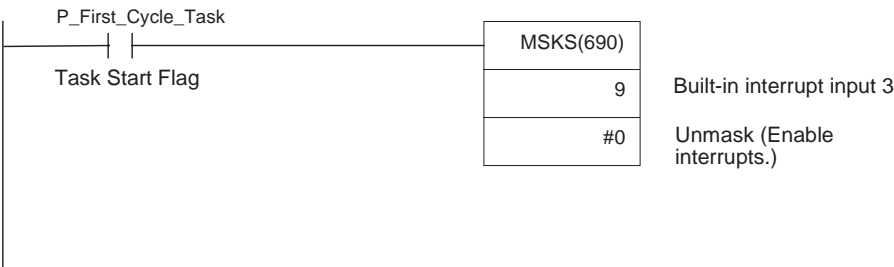 P_First_Cycle_Task
Task Start Flag
MSKS(690)
9
Built-in interrupt input 3
#0
Unmask (Enable
interrupts.)